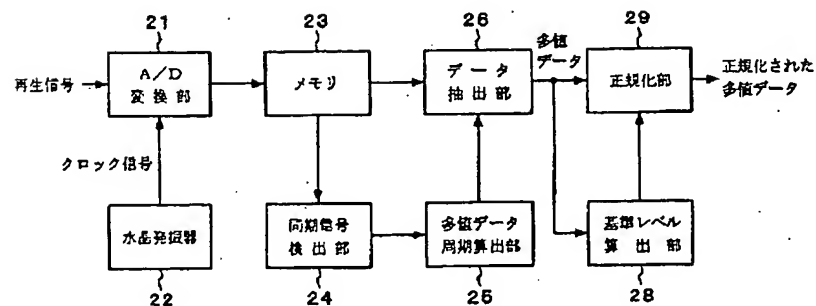 21
23
26
29
再生信号
A/D
変換部
メモリ
データ
抽出部
多値
データ
正規化部
正規化された
多値データ
クロック信号
水晶発振器
同期信号
検出部
多値データ
周期算出部
基準レベル
算出部
22
24
25
28